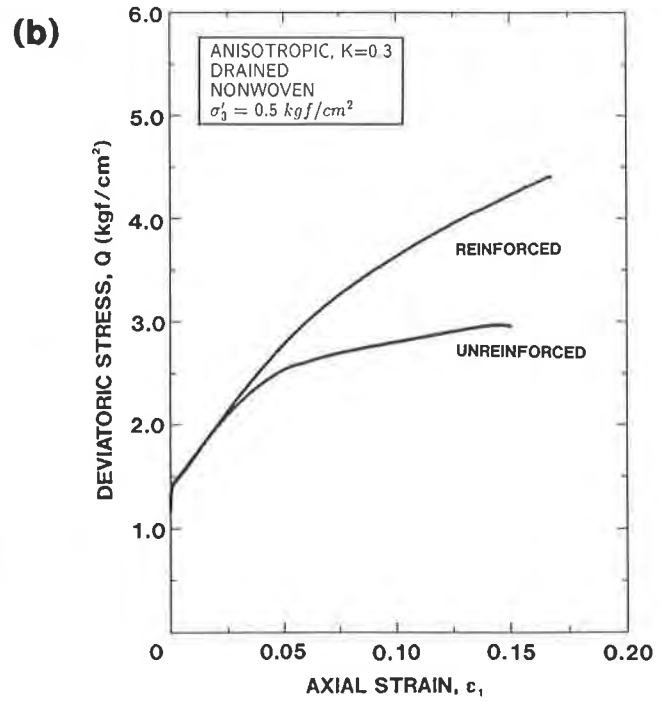 (b)
ANISOTROPIC, K=0.3
DRAINED
NONWOVEN
σ′₃ = 0.5 kgf/cm²
DEVIATORIC STRESS, Q (kgf/cm²)
6.0
5.0
4.0
3.0
2.0
1.0
REINFORCED
UNREINFORCED
0
0.05
0.10
0.15
0.20
AXIAL STRAIN, ε₁